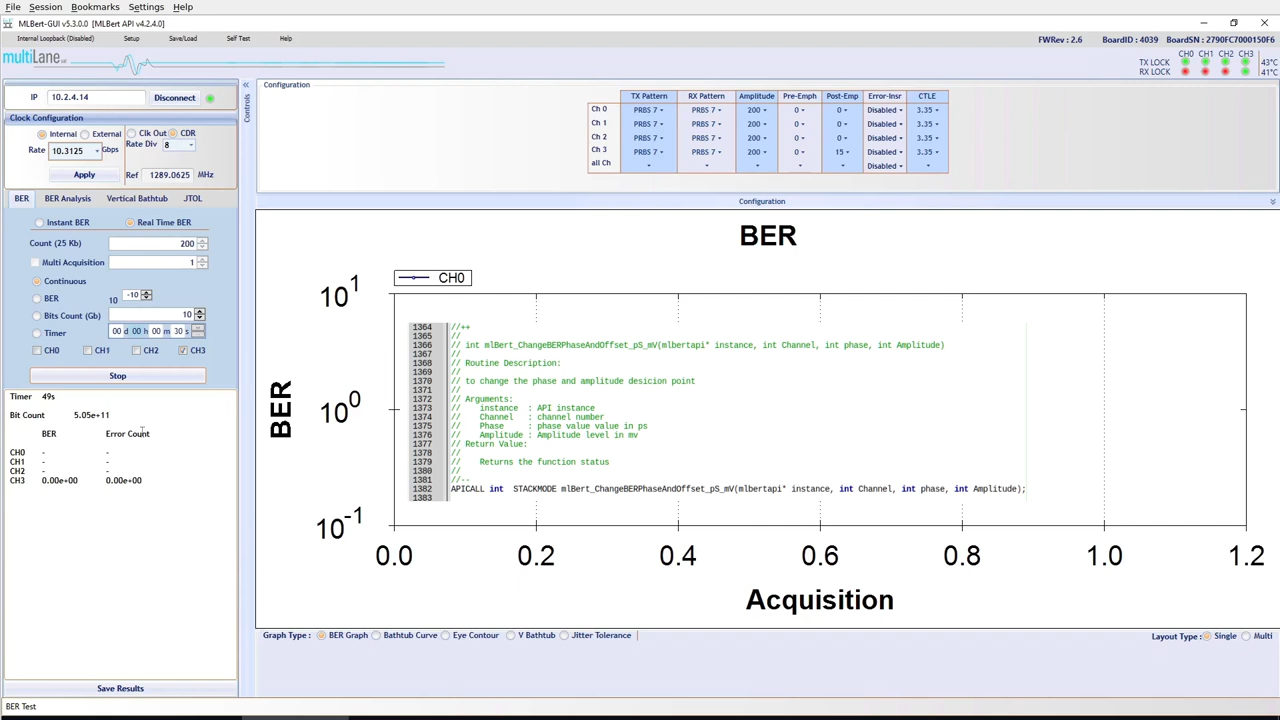 File Session Bookmarks Settings Help
MLBert-GUI v5.3.0.0 [MLBert API v4.2.4.0]
Internal Loopback (Disabled) Setup Save/Load Self Test Help
FWRev : 2.6 BoardID : 4039 BoardSN : 2790FC7000150F6
multiLane
CH0 CH1 CH2 CH3
TX LOCK 43°C
RX LOCK 41°C
IP 10.2.4.14 Disconnect
Clock Configuration
Internal External Clk Out CDR
Rate 10.3125 Gbps Rate Div 8
Apply Ref 1289.0625 MHz
BER BER Analysis Vertical Bathtub JTOL
Instant BER Real Time BER
Count (25 Kb) 200
Multi Acquisition 1
Continuous
BER 10 -10
Bits Count (Gb) 10
Timer 00 d 00 h 00 m 30 s
CH0 CH1 CH2 CH3
Stop
Timer 49s
Bit Count 5.05e+11
BER Error Count
CH0 - -
CH1 - -
CH2 - -
CH3 0.00e+00 0.00e+00
Save Results
BER Test
Controls
Configuration
TX Pattern RX Pattern Amplitude Pre-Emph Post-Emp Error-Insr CTLE
Ch 0 PRBS 7 PRBS 7 200 0 0 Disabled 3.35
Ch 1 PRBS 7 PRBS 7 200 0 0 Disabled 3.35
Ch 2 PRBS 7 PRBS 7 200 0 0 Disabled 3.35
Ch 3 PRBS 7 PRBS 7 200 0 15 Disabled 3.35
all Ch Disabled
Configuration
BER
CH0
10^1
10^0
10^-1
BER
1364 //++
1365 //
1366 // int mlBert_ChangeBERPhaseAndOffset_pS_mV(mlbertapi* instance, int Channel, int phase, int Amplitude)
1367 //
1368 // Routine Description:
1369 //
1370 // to change the phase and amplitude desicion point
1371 //
1372 // Arguments:
1373 // instance : API instance
1374 // Channel : channel number
1375 // Phase : phase value value in ps
1376 // Amplitude : Amplitude level in mv
1377 // Return Value:
1378 //
1379 // Returns the function status
1380 //
1381 //--
1382 APICALL int STACKMODE mlBert_ChangeBERPhaseAndOffset_pS_mV(mlbertapi* instance, int Channel, int phase, int Amplitude);
1383
0.0 0.2 0.4 0.6 0.8 1.0 1.2
Acquisition
Graph Type : BER Graph Bathtub Curve Eye Contour V Bathtub Jitter Tolerance
Layout Type : Single Multi